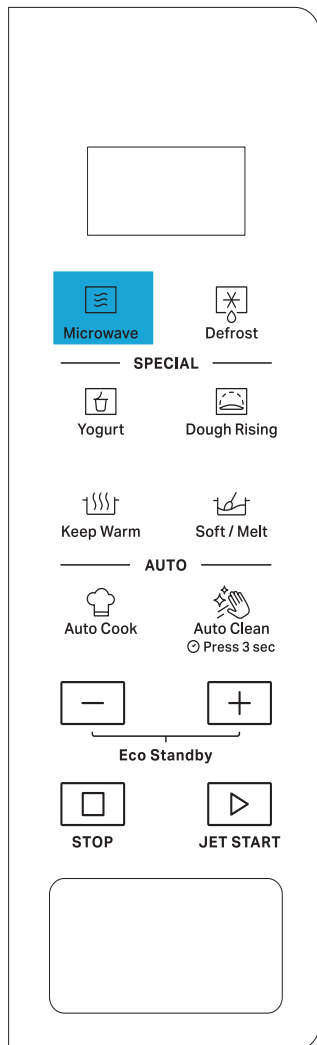 Microwave
Defrost
SPECIAL
Yogurt
Dough Rising
Keep Warm
Soft / Melt
AUTO
Auto Cook
Auto Clean
Press 3 sec
Eco Standby
STOP
JET START